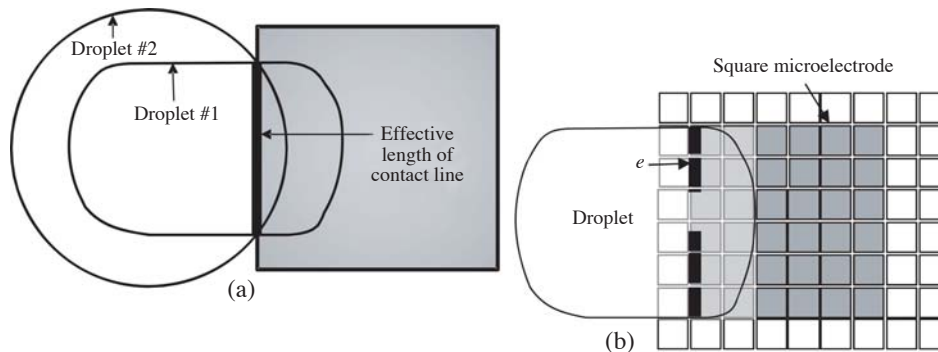 Droplet #2
Droplet #1
Effective
length of
contact line
(a)
Square microelectrode
e
Droplet
(b)